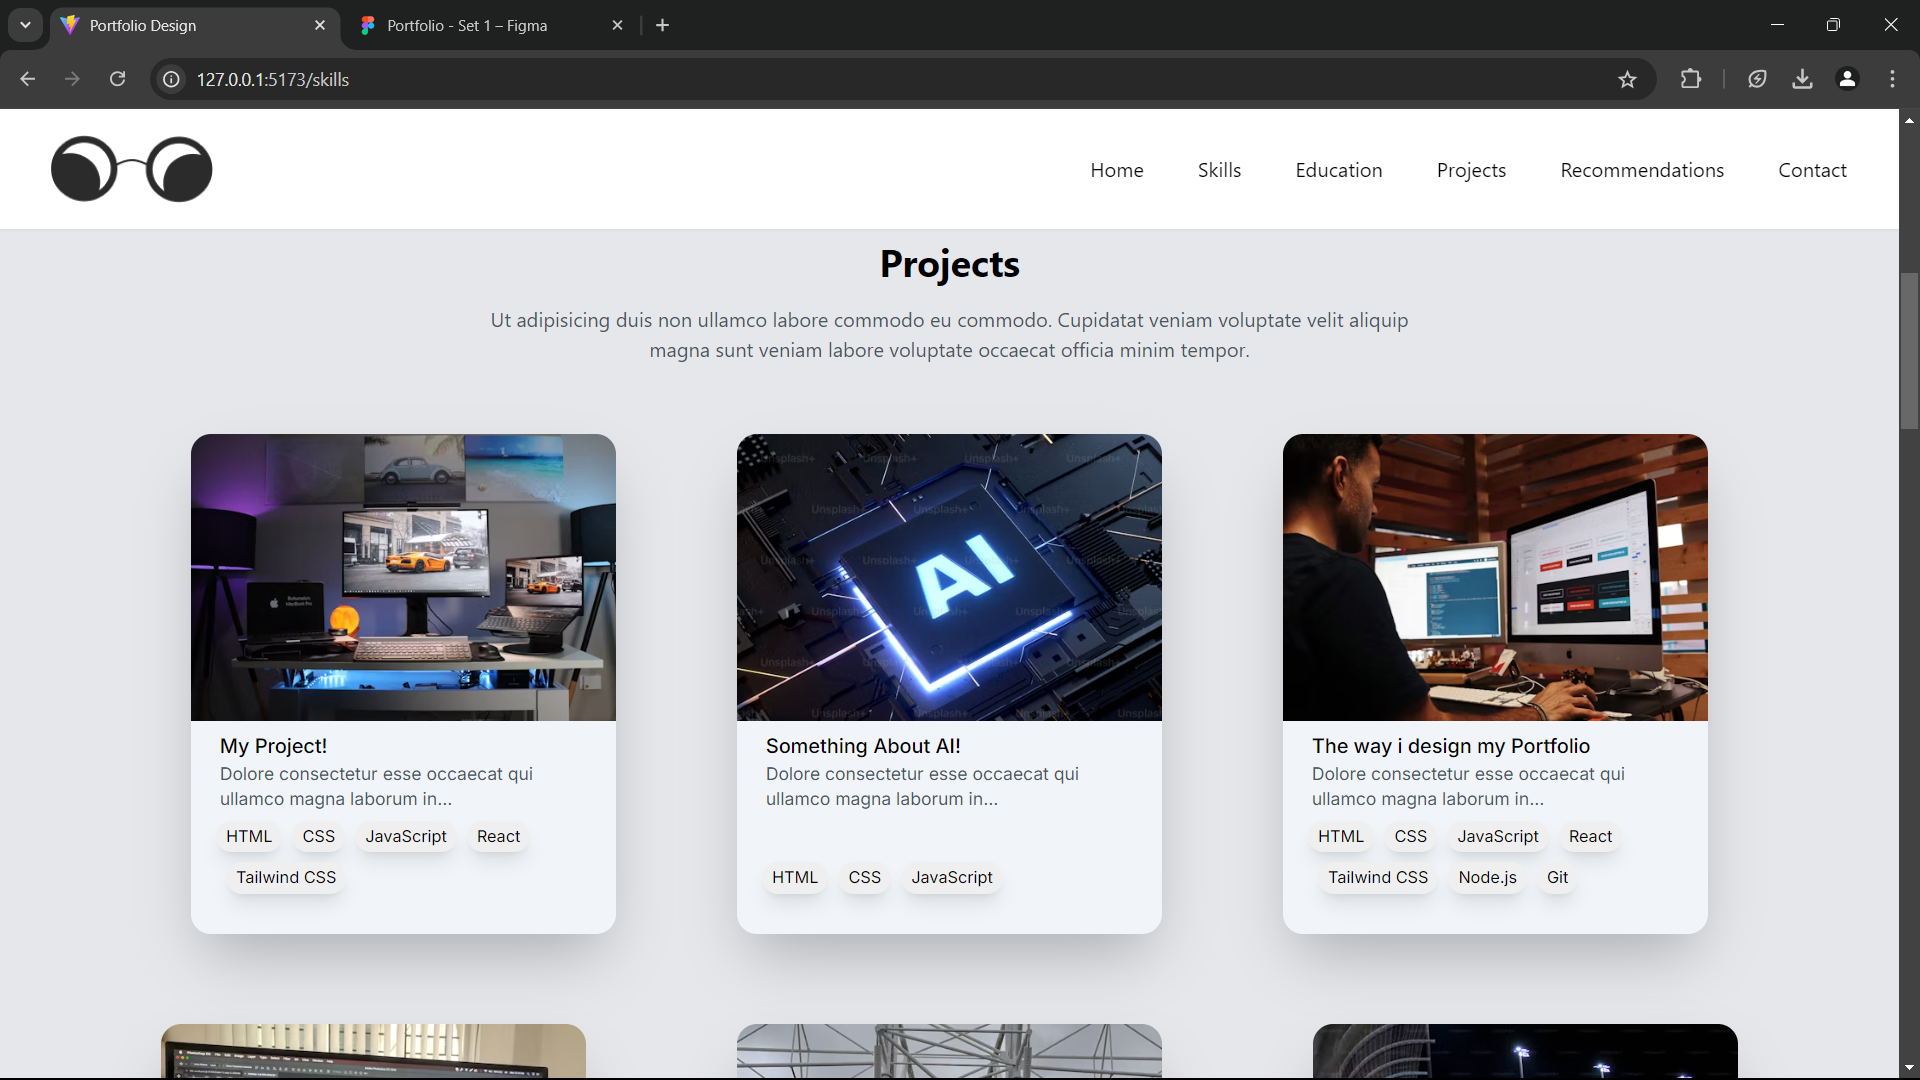 Portfolio Design
Portfolio - Set 1 – Figma
127.0.0.1:5173/skills
Home
Skills
Education
Projects
Recommendations
Contact
Projects
Ut adipisicing duis non ullamco labore commodo eu commodo. Cupidatat veniam voluptate velit aliquip
magna sunt veniam labore voluptate occaecat officia minim tempor.
AI
Unsplash+
My Project!
Dolore consectetur esse occaecat qui
ullamco magna laborum in...
HTML
CSS
JavaScript
React
Tailwind CSS
Something About AI!
Dolore consectetur esse occaecat qui
ullamco magna laborum in...
HTML
CSS
JavaScript
The way i design my Portfolio
Dolore consectetur esse occaecat qui
ullamco magna laborum in...
HTML
CSS
JavaScript
React
Tailwind CSS
Node.js
Git